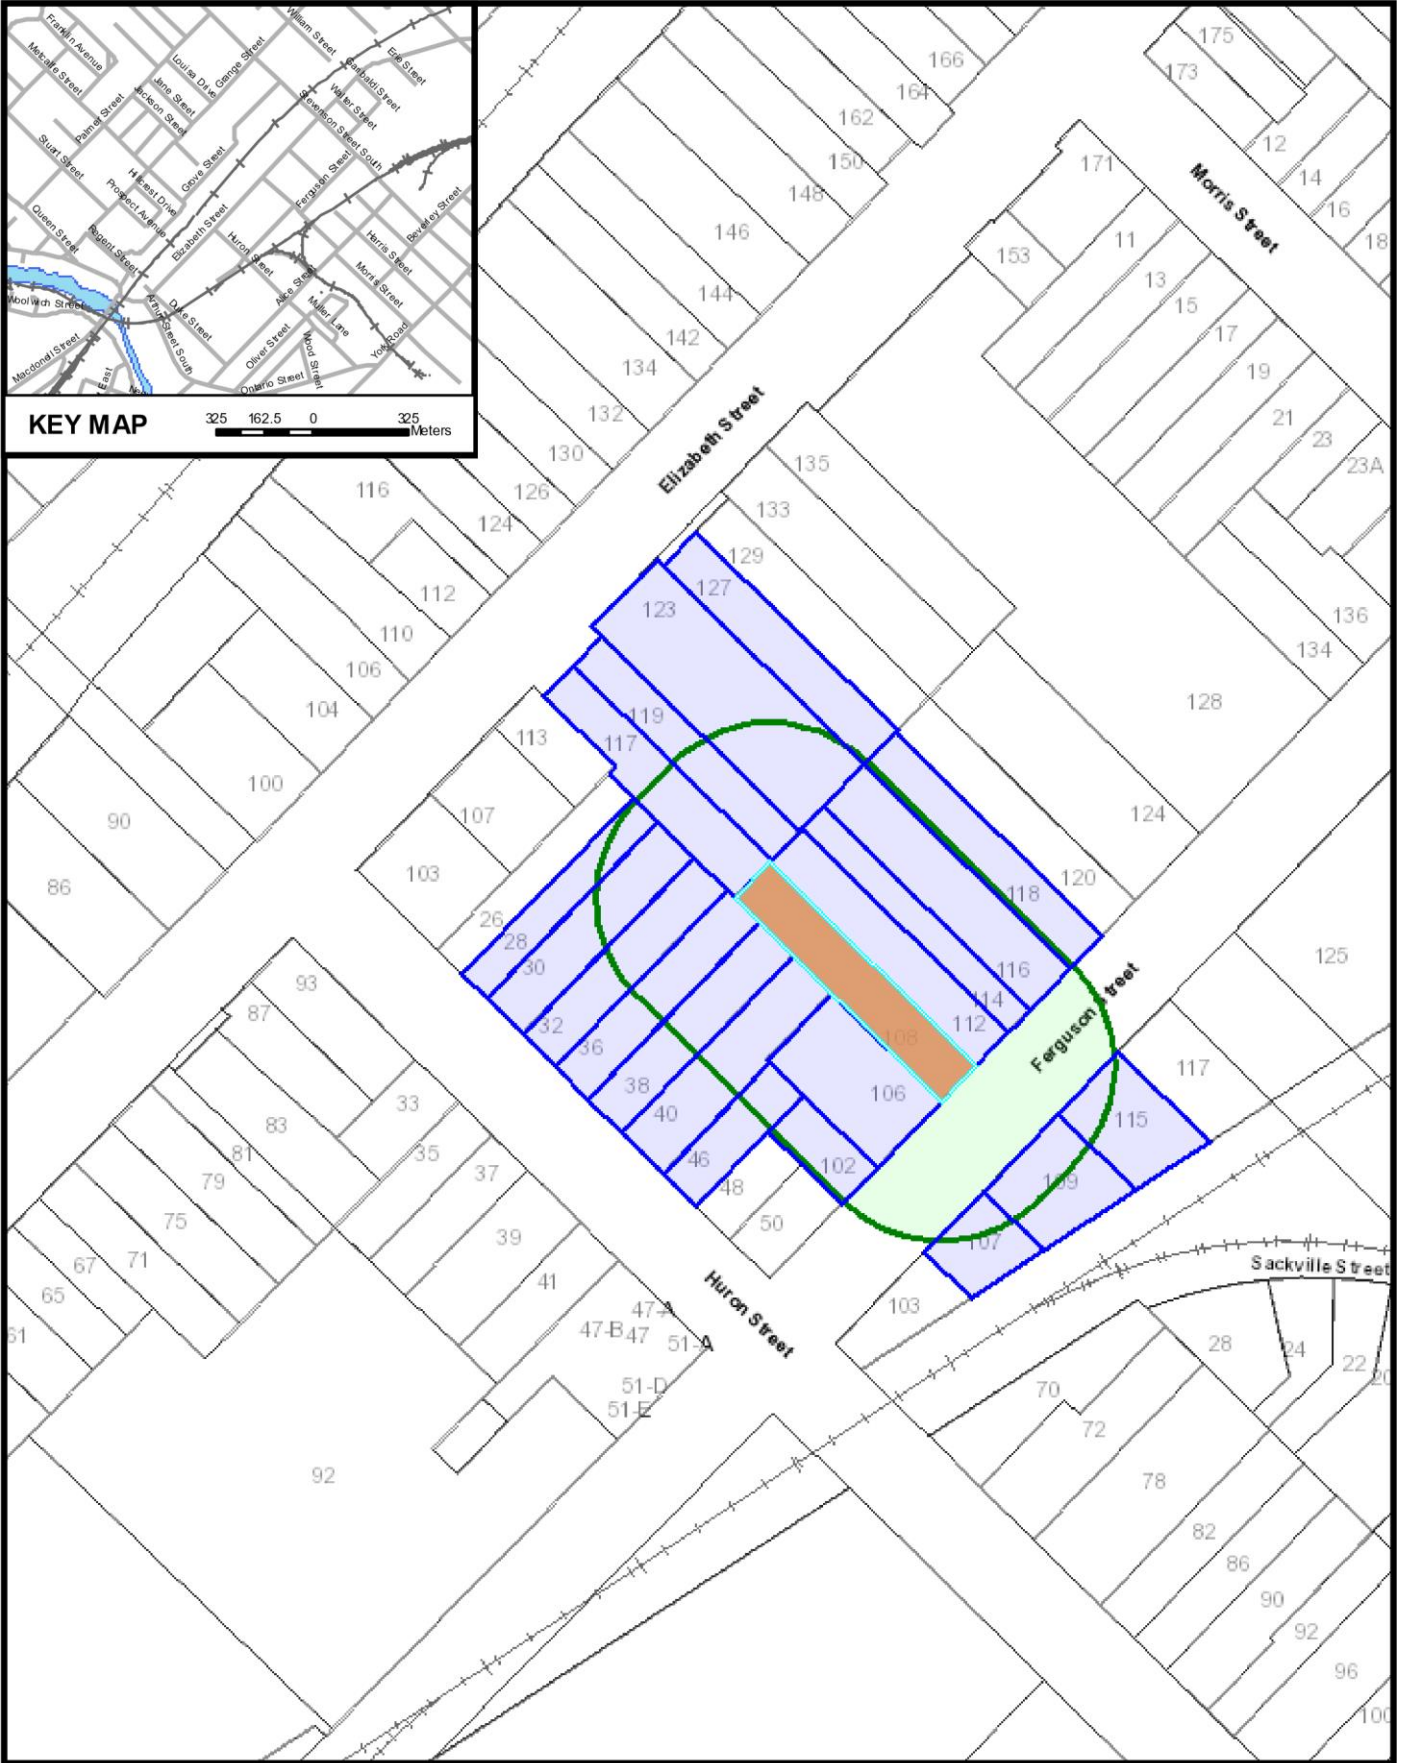 Franklin Avenue
Metcalfe Street
William Street
Erie Street
Louisa Drive
Grange Street
Garibaldi Street
Jane Street
Jackson Street
Walter Street
Palmer Street
Stevenson Street South
Stuart Street
Grove Street
Ferguson Street
Hillcrest Drive
Prospect Avenue
Queen Street
Regent Street
Elizabeth Street
Beverley Street
Huron Street
Harris Street
Morris Street
Alice Street
Woolwich Street
Arthur Street South
Duke Street
Muller Lane
Oliver Street
Wood Street
York Road
Macdonell Street
East
Ontario Street
KEY MAP
325 162.5 0 325
Meters
175
173
166
164
162
150
148
146
144
142
134
132
130
126
124
116
112
110
106
104
100
90
86
171
153
12
14
16
18
Morris Street
11
13
15
17
19
21
23
23A
136
134
128
124
120
Elizabeth Street
135
133
129
127
123
119
117
113
107
103
26
28
30
32
36
38
40
46
48
50
118
116
114
112
108
106
102
Ferguson Street
125
117
115
109
107
103
93
87
83
81
79
75
71
67
65
61
33
35
37
39
41
47-A
47-B
47
51-A
51-D
51-E
92
Huron Street
Sackville Street
28
24
22
20
70
72
78
82
86
90
92
96
100